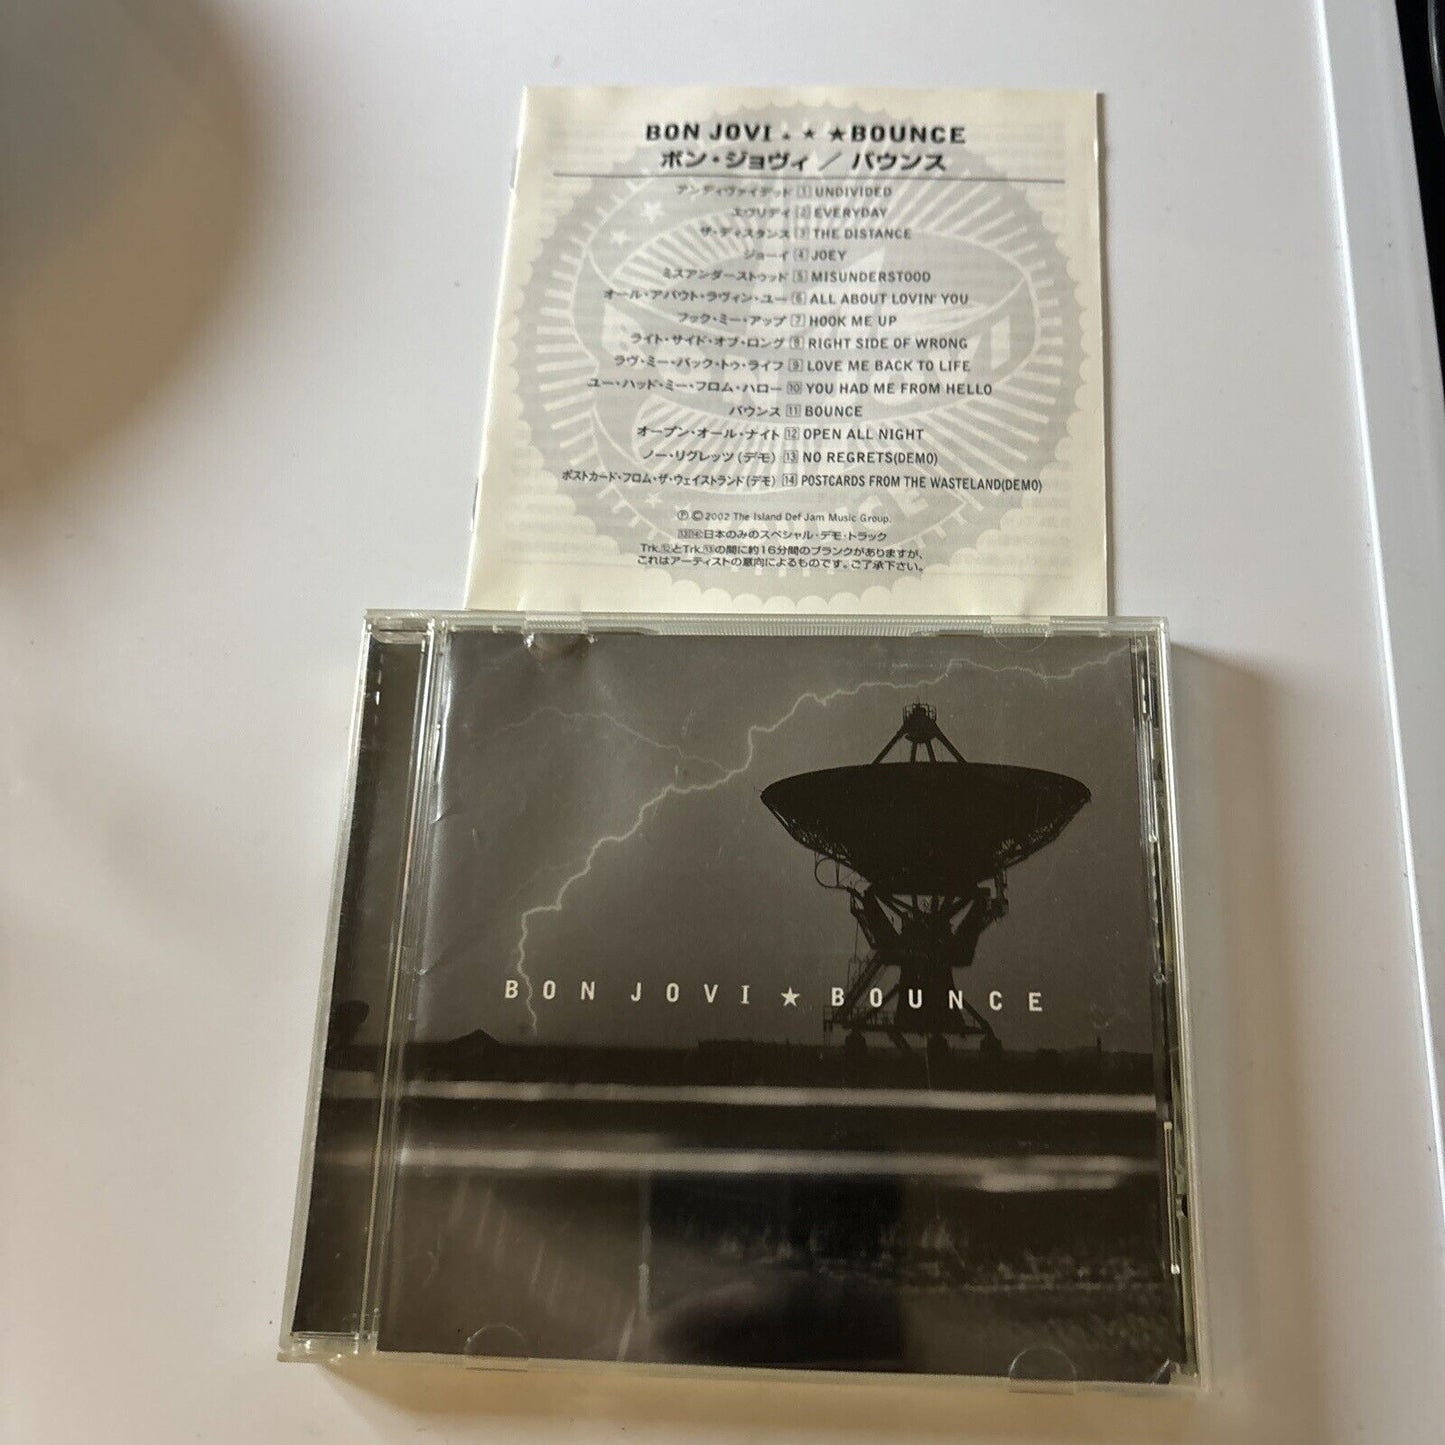 BON JOVI ★ ★ ★BOUNCE
ボン・ジョヴィ / バウンス
アンディヴァイデッド 1 UNDIVIDED
エヴリディ 2 EVERYDAY
ザ・ディスタンス 3 THE DISTANCE
ジョーイ 4 JOEY
ミスアンダーストゥッド 5 MISUNDERSTOOD
オール・アバウト・ラヴィン・ユー 6 ALL ABOUT LOVIN' YOU
フック・ミー・アップ 7 HOOK ME UP
ライト・サイド・オブ・ロング 8 RIGHT SIDE OF WRONG
ラヴ・ミー・バック・トゥ・ライフ 9 LOVE ME BACK TO LIFE
ユー・ハッド・ミー・フロム・ハロー 10 YOU HAD ME FROM HELLO
バウンス 11 BOUNCE
オープン・オール・ナイト 12 OPEN ALL NIGHT
ノー・リグレッツ(デモ) 13 NO REGRETS(DEMO)
ポストカード・フロム・ザ・ウェイストランド(デモ) 14 POSTCARDS FROM THE WASTELAND(DEMO)
℗ © 2002 The Island Def Jam Music Group.
13 14:日本のみのスペシャル・デモ・トラック
Trk.12とTrk.13の間に約16分間のブランクがありますが、
これはアーティストの意向によるものです。ご了承下さい。
BON JOVI ★ BOUNCE